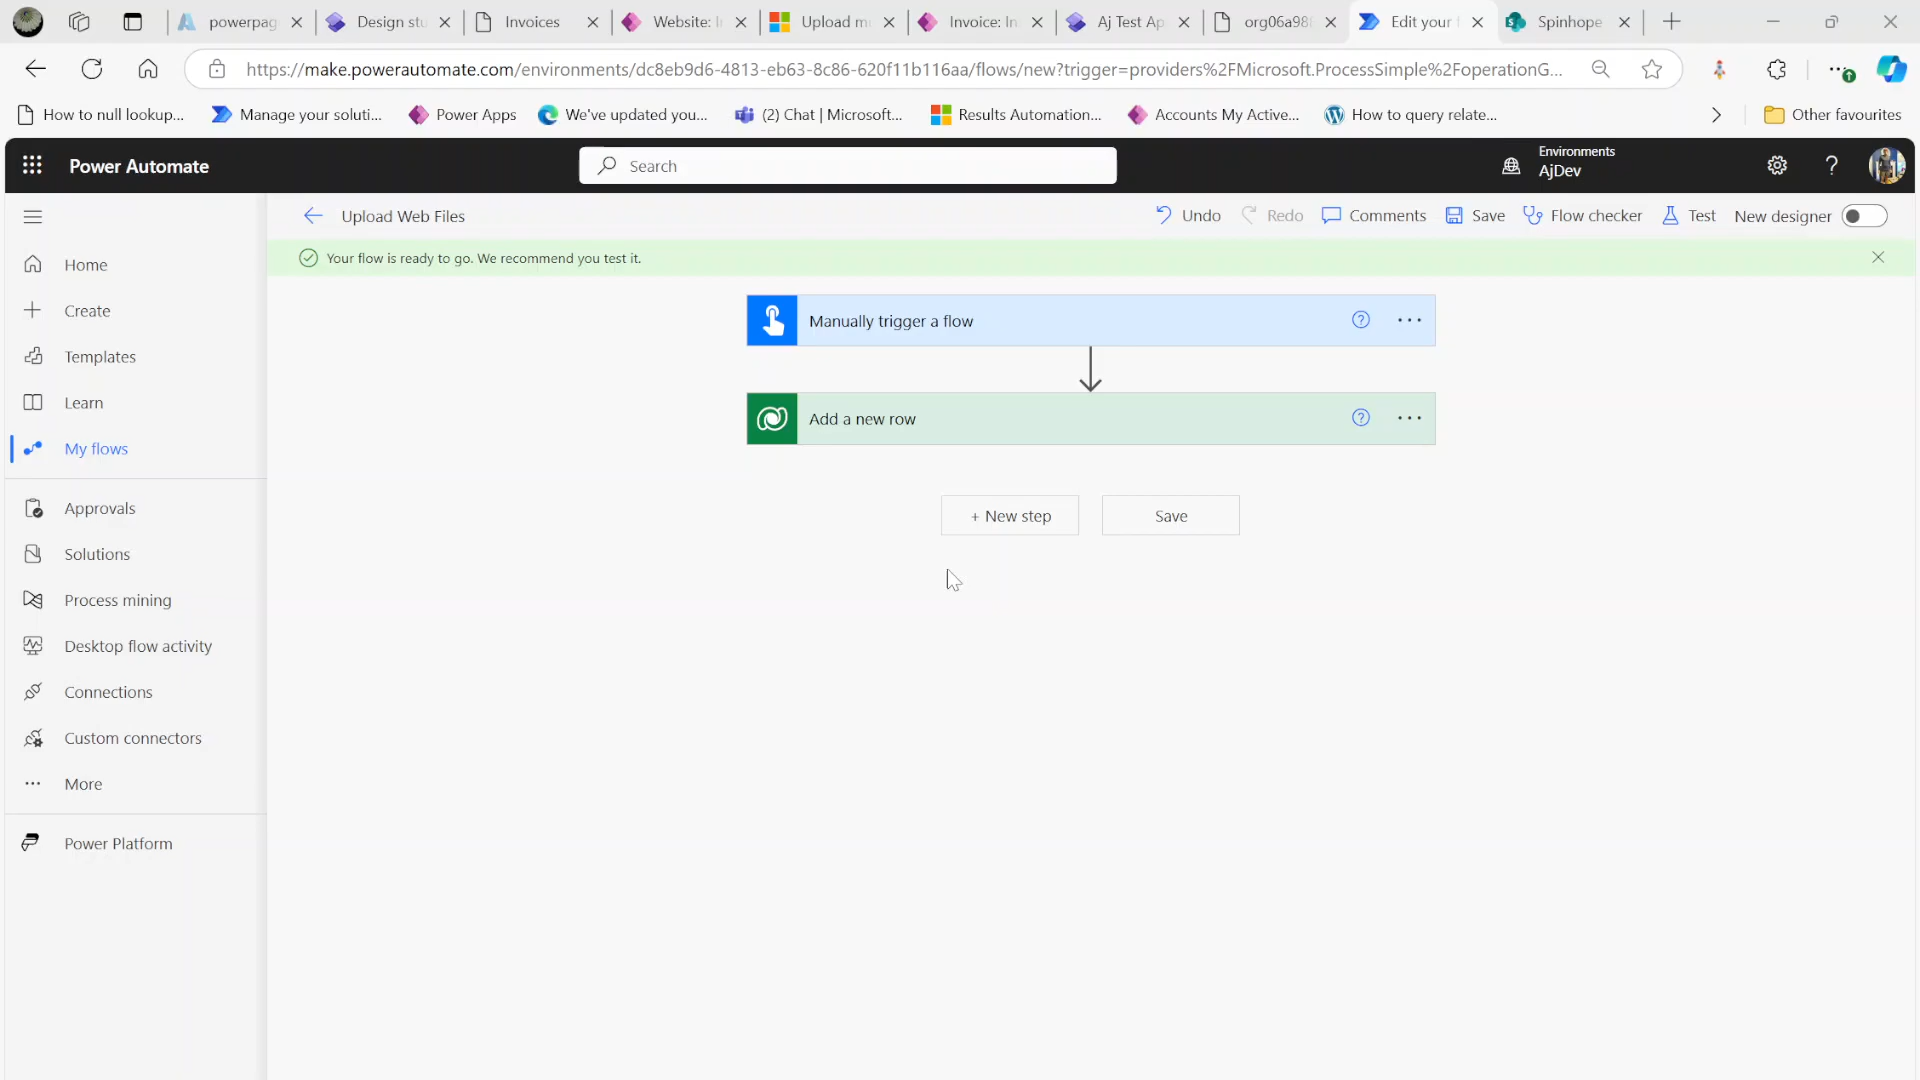 powerpag
Design stu
Invoices
Website: I
Upload m
Invoice: In
Aj Test Ap
org06a98
Edit your f
Spinhope
https://make.powerautomate.com/environments/dc8eb9d6-4813-eb63-8c86-620f11b116aa/flows/new?trigger=providers%2FMicrosoft.ProcessSimple%2FoperationG...
How to null lookup...
Manage your soluti...
Power Apps
We've updated you...
(2) Chat | Microsoft...
Results Automation...
Accounts My Active...
How to query relate...
Other favourites
Power Automate
Search
Environments
AjDev
Upload Web Files
Undo
Redo
Comments
Save
Flow checker
Test
New designer
Your flow is ready to go. We recommend you test it.
Home
Create
Templates
Learn
My flows
Approvals
Solutions
Process mining
Desktop flow activity
Connections
Custom connectors
More
Power Platform
Manually trigger a flow
Add a new row
+ New step
Save